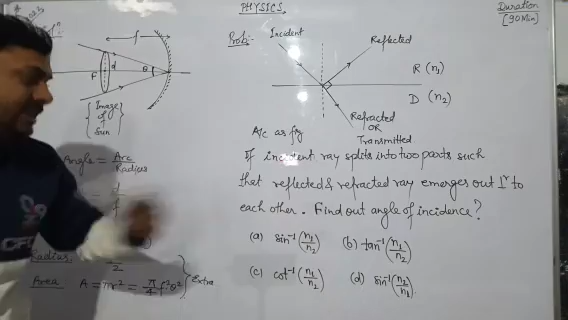 PHYSICS
Duration
[90Min]
f
d
F
θ
{Image
of
Sun}
Angle = Arc
Radius
= d
f
Radius
2
Area A = πr² = π/4 f²θ² } Extra
Prob:-
Incident
Reflected
R (n₁)
D (n₂)
Refracted
OR
Transmitted
A/c as fig
If incident ray splits into two parts such
that reflected & refracted ray emerges out ⊥r to
each other. Find out angle of incidence?
(a) sin⁻¹(n₁/n₂) (b) tan⁻¹(n₁/n₂)
(c) cot⁻¹(n₁/n₂) (d) sin⁻¹(n₂/n₁)